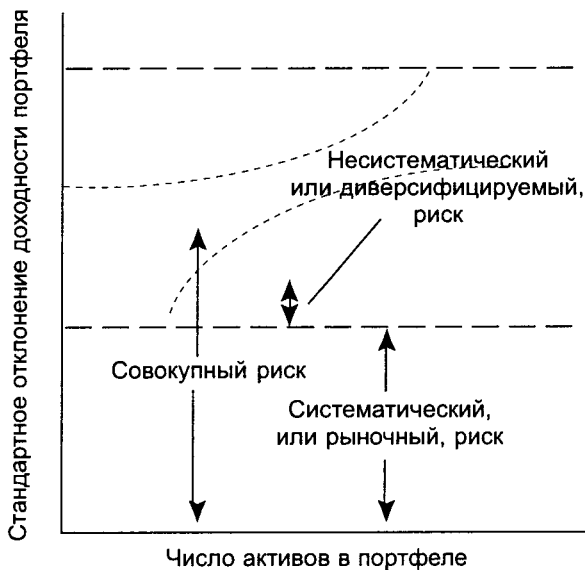 Стандартное отклонение доходности портфеля
Несистематический
или диверсифицируемый,
риск
Совокупный риск
Систематический,
или рыночный, риск
Число активов в портфеле